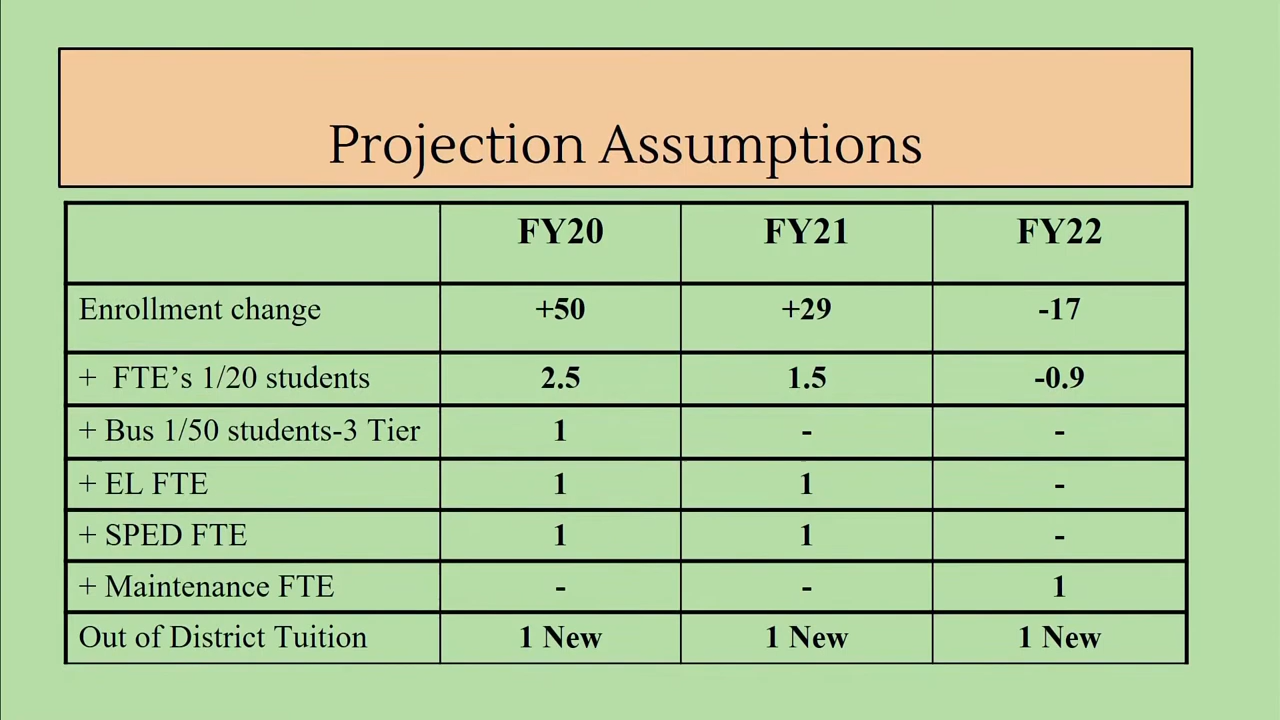 Projection Assumptions
FY20 FY21 FY22
Enrollment change +50 +29 -17
+ FTE’s 1/20 students 2.5 1.5 -0.9
+ Bus 1/50 students-3 Tier 1 - -
+ EL FTE 1 1 -
+ SPED FTE 1 1 -
+ Maintenance FTE - - 1
Out of District Tuition 1 New 1 New 1 New